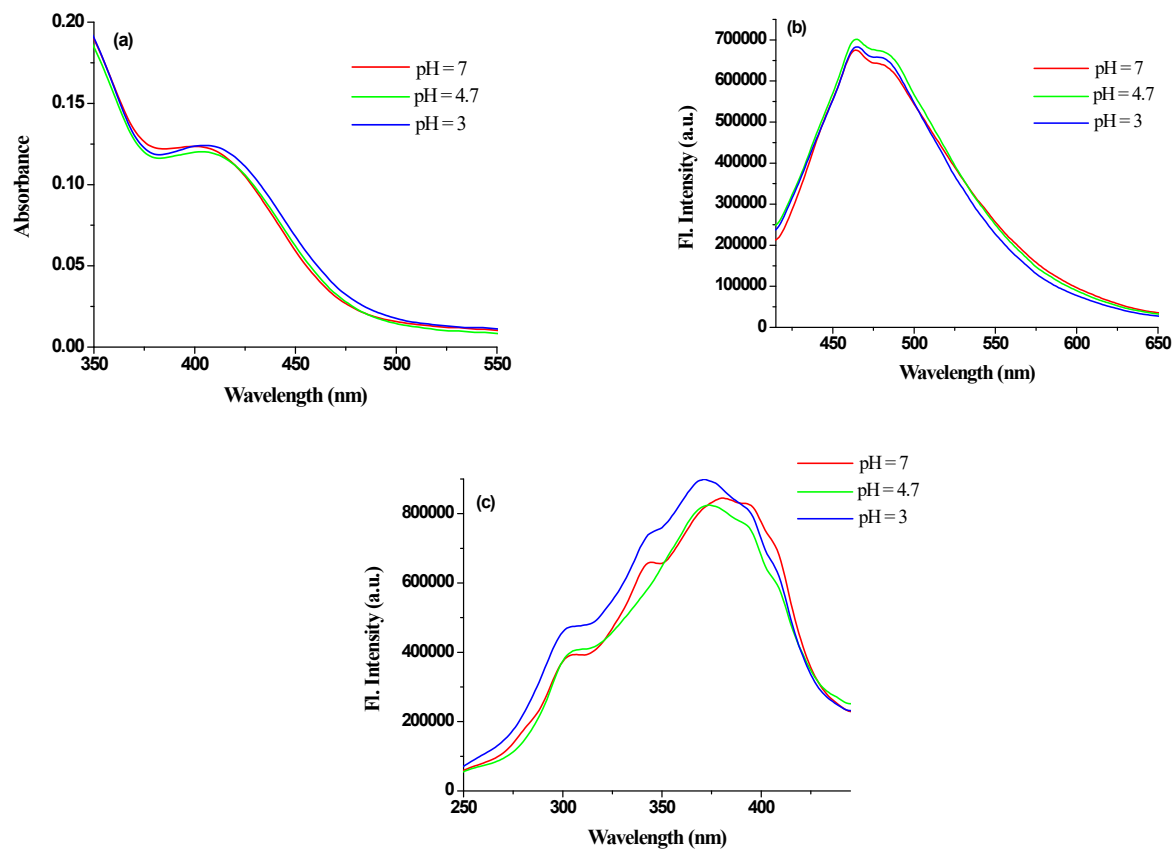 (a)
pH = 7
pH = 4.7
pH = 3
Absorbance
0.20
0.15
0.10
0.05
0.00
350 400 450 500 550
Wavelength (nm)
(b)
pH = 7
pH = 4.7
pH = 3
Fl. Intensity (a.u.)
700000
600000
500000
400000
300000
200000
100000
0
450 500 550 600 650
Wavelength (nm)
(c)
pH = 7
pH = 4.7
pH = 3
Fl. Intensity (a.u.)
800000
600000
400000
200000
0
250 300 350 400
Wavelength (nm)